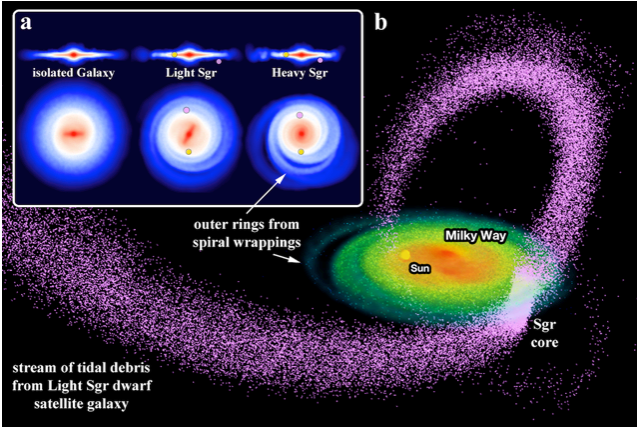 a
b
isolated Galaxy
Light Sgr
Heavy Sgr
outer rings from
spiral wrappings
Milky Way
Sun
Sgr
core
stream of tidal debris
from Light Sgr dwarf
satellite galaxy